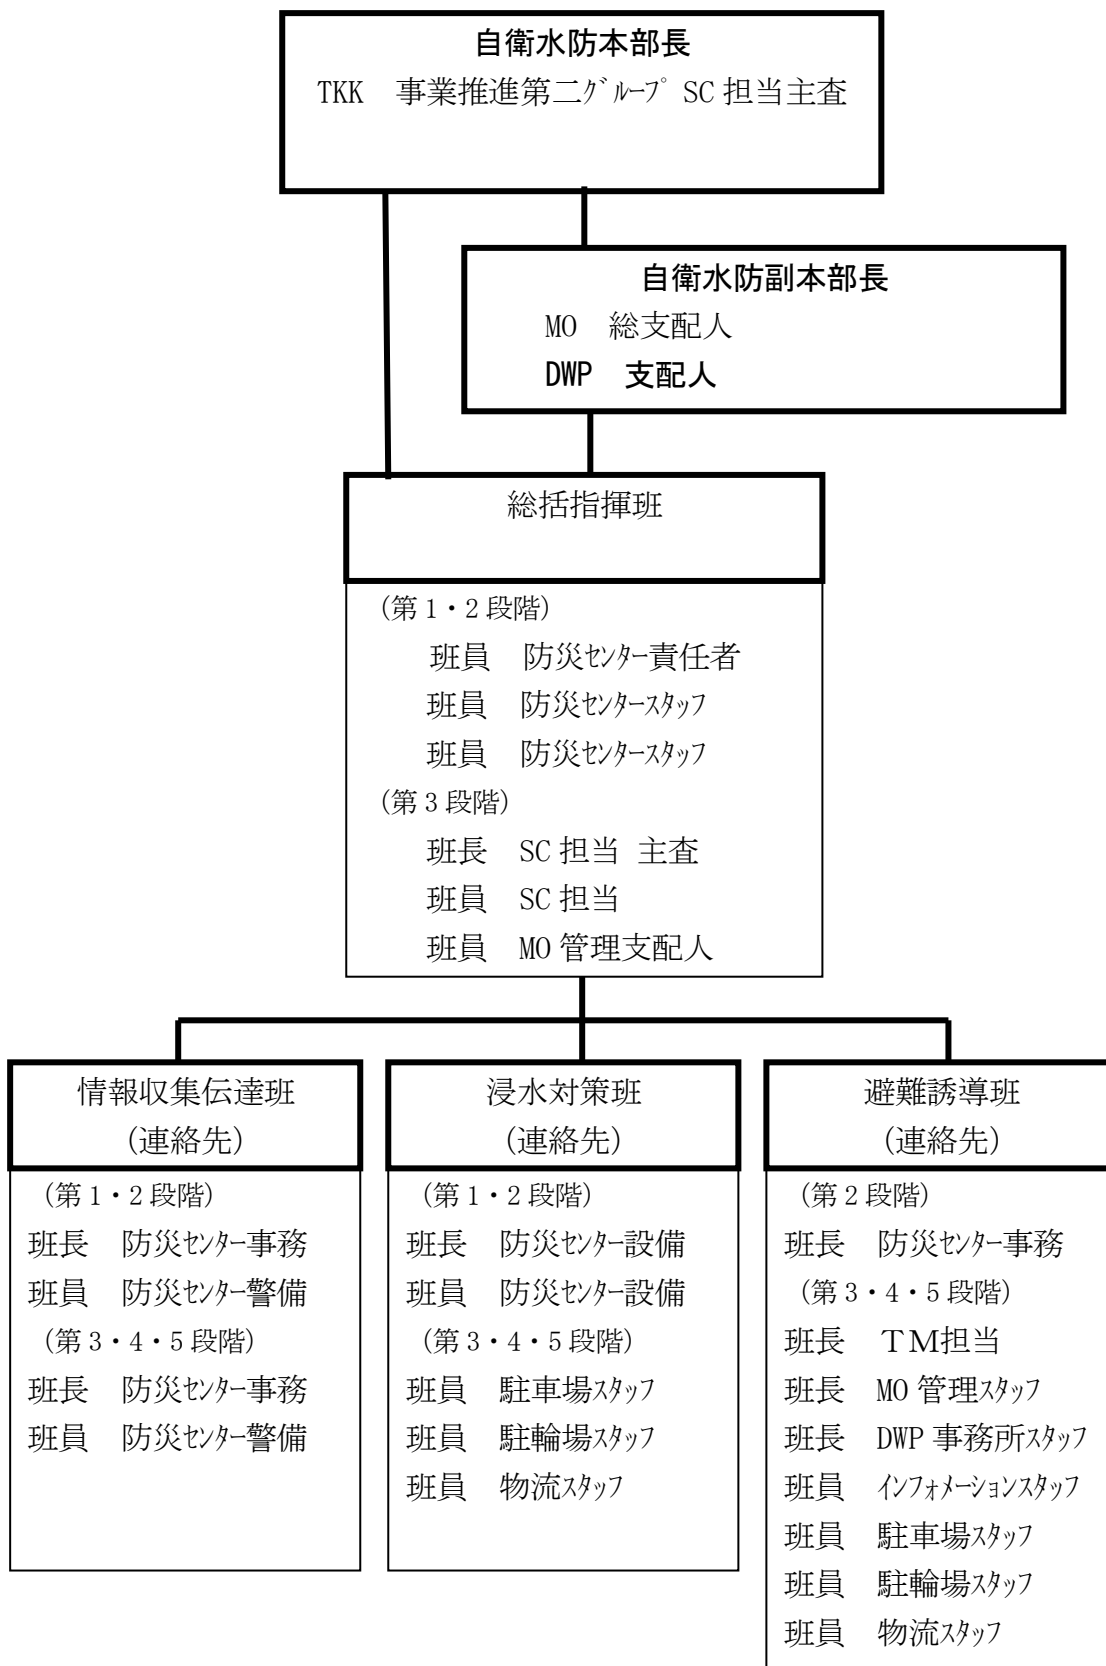 自衛水防本部長
TKK　事業推進第二グループ SC 担当主査
自衛水防副本部長
MO　総支配人
DWP　支配人
総括指揮班
（第 1・2 段階）
班員　防災センター責任者
班員　防災センタースタッフ
班員　防災センタースタッフ
（第 3 段階）
班長　SC 担当 主査
班員　SC 担当
班員　MO 管理支配人
情報収集伝達班
（連絡先）
（第 1・2 段階）
班長　防災センター事務
班員　防災センター警備
（第 3・4・5 段階）
班長　防災センター事務
班員　防災センター警備
浸水対策班
（連絡先）
（第 1・2 段階）
班長　防災センター設備
班員　防災センター設備
（第 3・4・5 段階）
班員　駐車場スタッフ
班員　駐輪場スタッフ
班員　物流スタッフ
避難誘導班
（連絡先）
（第 2 段階）
班長　防災センター事務
（第 3・4・5 段階）
班長　ＴＭ担当
班長　MO 管理スタッフ
班長　DWP 事務所スタッフ
班員　インフォメーションスタッフ
班員　駐車場スタッフ
班員　駐輪場スタッフ
班員　物流スタッフ